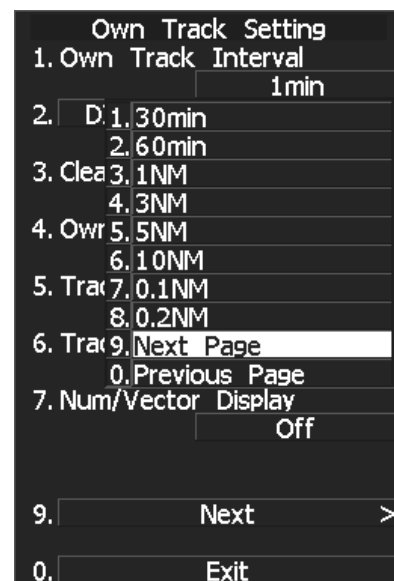 Own Track Setting
1. Own Track Interval
1min
2.
1. 30min
2. 60min
3. 3. 1NM
4. 3NM
4. 5. 5NM
6. 10NM
5. 7. 0.1NM
8. 0.2NM
6. 9. Next Page
0. Previous Page
7. Num/Vector Display
Off
9. Next >
0. Exit